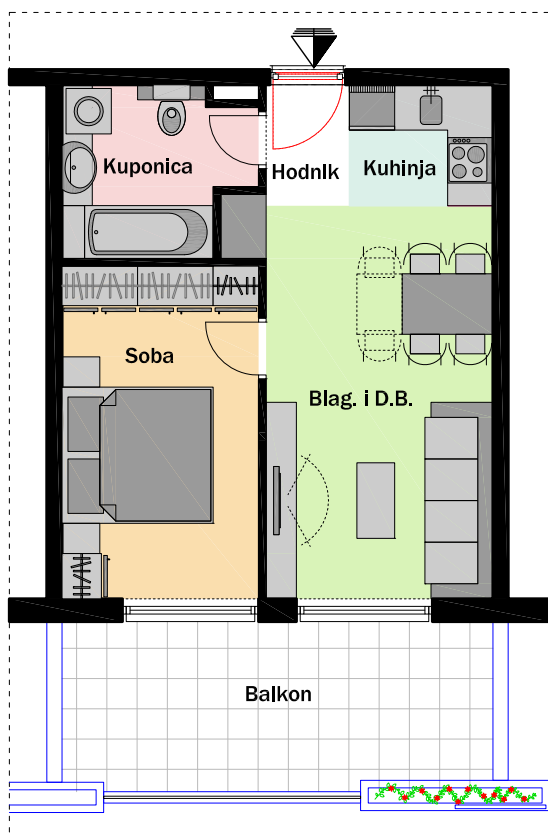 Kuponica
Hodnik
Kuhinja
Soba
Blag. i D.B.
Balkon